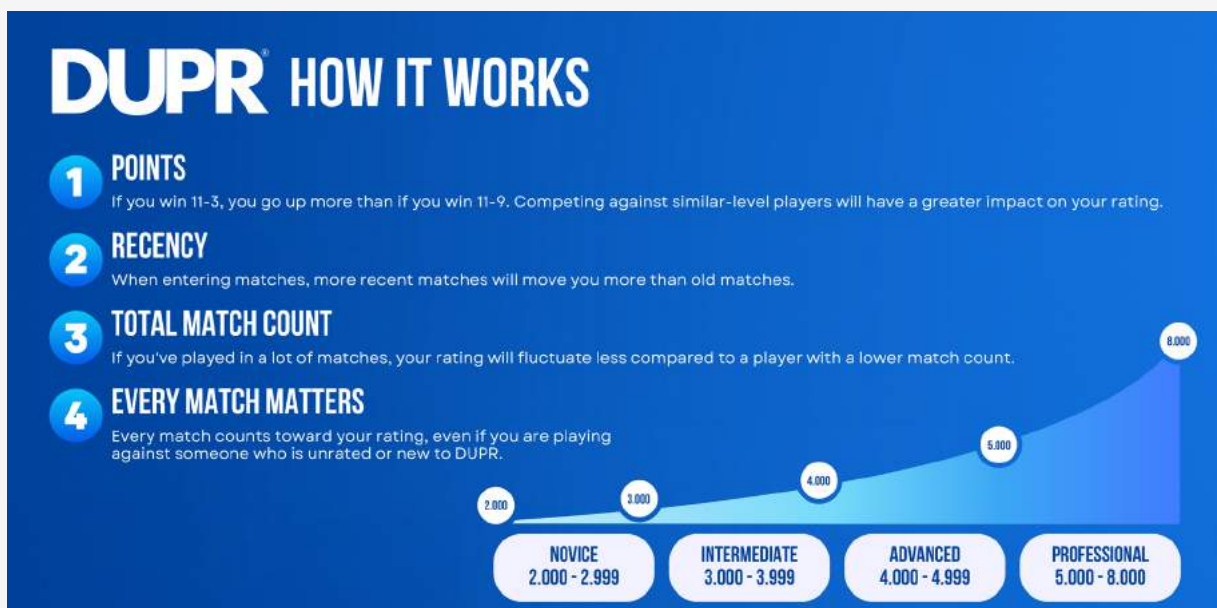 DUPR® HOW IT WORKS
1 POINTS
If you win 11-3, you go up more than if you win 11-9. Competing against similar-level players will have a greater impact on your rating.
2 RECENCY
When entering matches, more recent matches will move you more than old matches.
3 TOTAL MATCH COUNT
If you've played in a lot of matches, your rating will fluctuate less compared to a player with a lower match count.
4 EVERY MATCH MATTERS
Every match counts toward your rating, even if you are playing
against someone who is unrated or new to DUPR.
2.000
3.000
4.000
5.000
8.000
NOVICE
2.000 - 2.999
INTERMEDIATE
3.000 - 3.999
ADVANCED
4.000 - 4.999
PROFESSIONAL
5.000 - 8.000